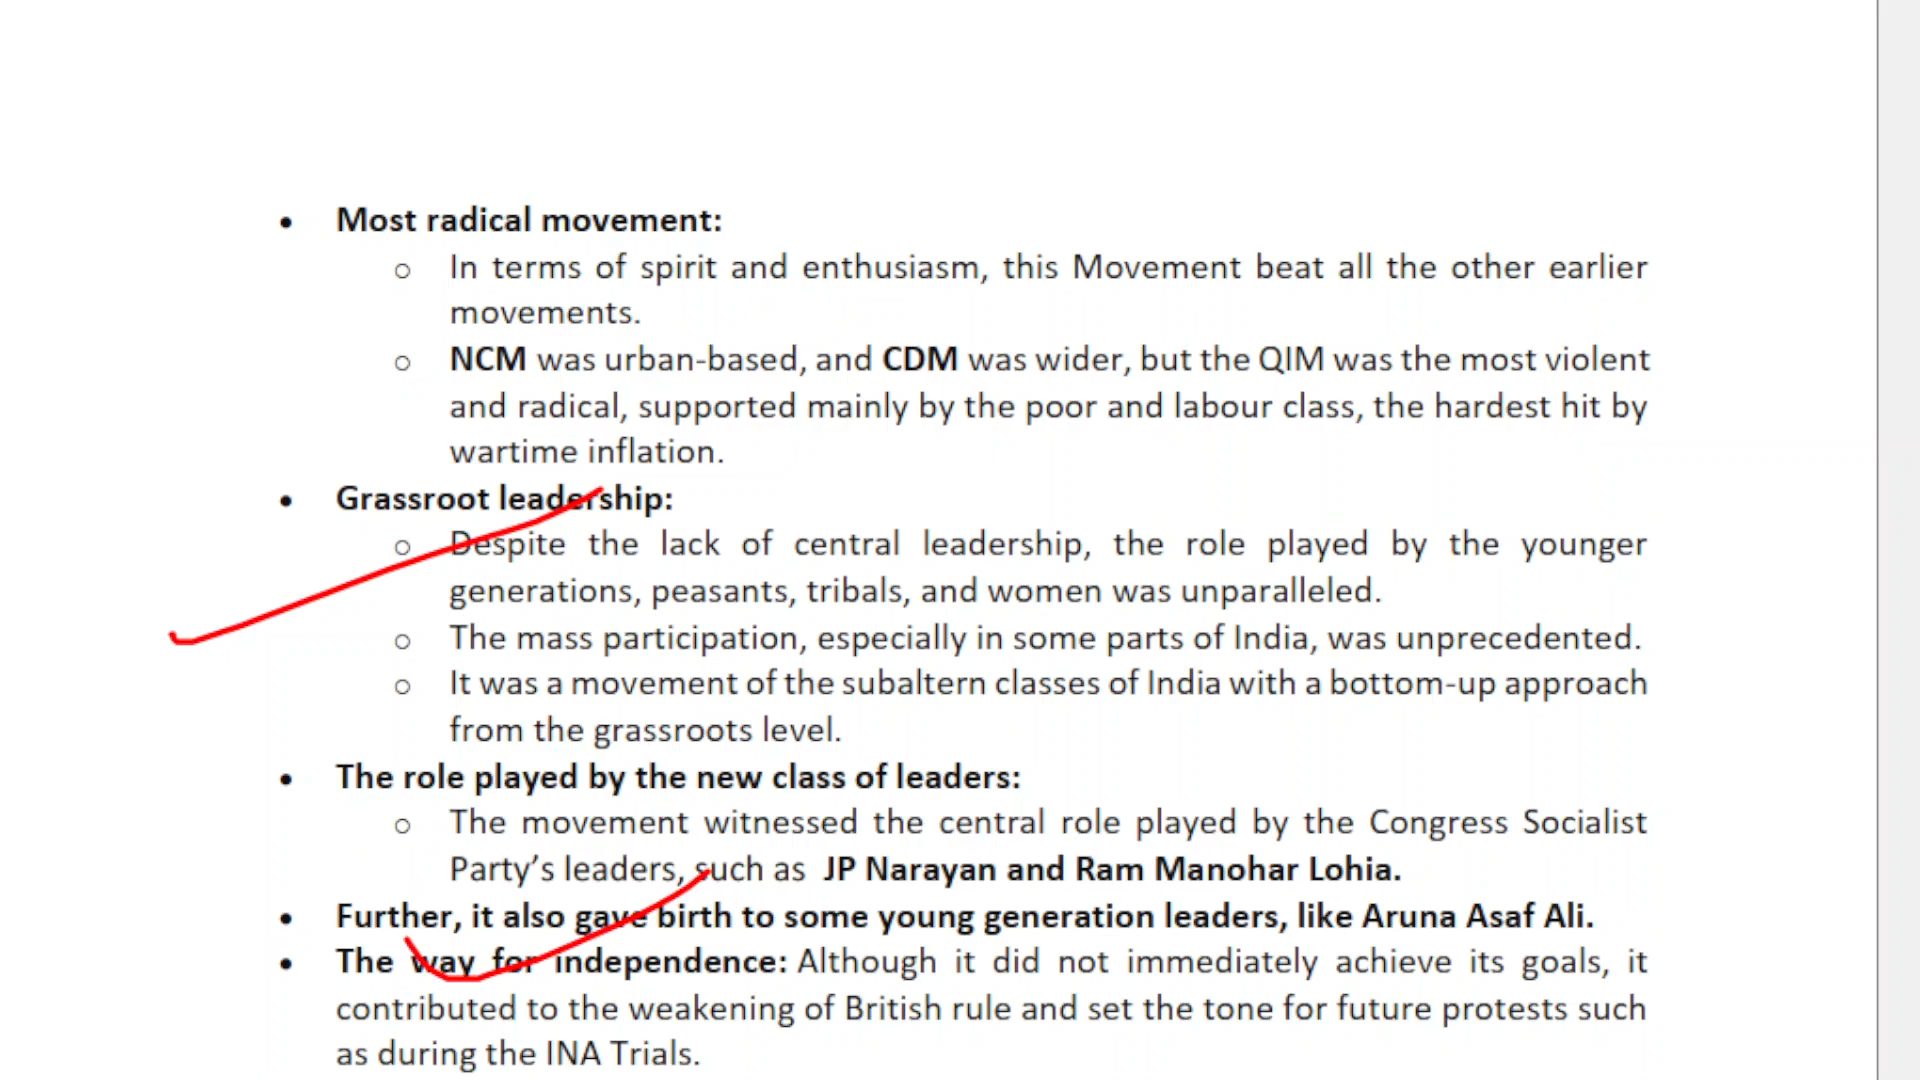 • Most radical movement:
o In terms of spirit and enthusiasm, this Movement beat all the other earlier
movements.
o NCM was urban-based, and CDM was wider, but the QIM was the most violent
and radical, supported mainly by the poor and labour class, the hardest hit by
wartime inflation.
• Grassroot leadership:
o Despite the lack of central leadership, the role played by the younger
generations, peasants, tribals, and women was unparalleled.
o The mass participation, especially in some parts of India, was unprecedented.
o It was a movement of the subaltern classes of India with a bottom-up approach
from the grassroots level.
• The role played by the new class of leaders:
o The movement witnessed the central role played by the Congress Socialist
Party’s leaders, such as JP Narayan and Ram Manohar Lohia.
• Further, it also gave birth to some young generation leaders, like Aruna Asaf Ali.
• The way for independence: Although it did not immediately achieve its goals, it
contributed to the weakening of British rule and set the tone for future protests such
as during the INA Trials.